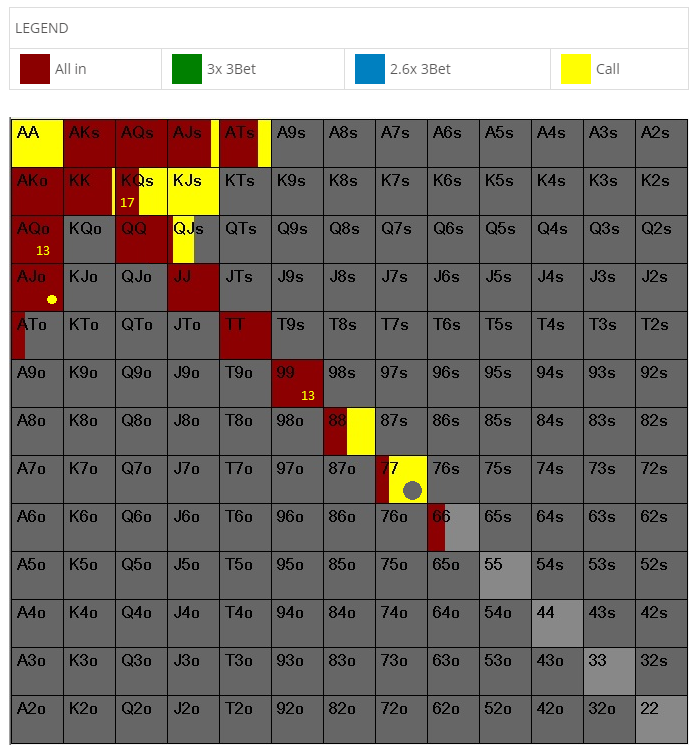 LEGEND
All in 3x 3Bet 2.6x 3Bet Call
AA AKs AQs AJs ATs A9s A8s A7s A6s A5s A4s A3s A2s
AKo KK KQs KJs KTs K9s K8s K7s K6s K5s K4s K3s K2s
17
AQo KQo QQ QJs QTs Q9s Q8s Q7s Q6s Q5s Q4s Q3s Q2s
13
AJo KJo QJo JJ JTs J9s J8s J7s J6s J5s J4s J3s J2s
ATo KTo QTo JTo TT T9s T8s T7s T6s T5s T4s T3s T2s
A9o K9o Q9o J9o T9o 99 98s 97s 96s 95s 94s 93s 92s
13
A8o K8o Q8o J8o T8o 98o 88 87s 86s 85s 84s 83s 82s
A7o K7o Q7o J7o T7o 97o 87o 77 76s 75s 74s 73s 72s
A6o K6o Q6o J6o T6o 96o 86o 76o 66 65s 64s 63s 62s
A5o K5o Q5o J5o T5o 95o 85o 75o 65o 55 54s 53s 52s
A4o K4o Q4o J4o T4o 94o 84o 74o 64o 54o 44 43s 42s
A3o K3o Q3o J3o T3o 93o 83o 73o 63o 53o 43o 33 32s
A2o K2o Q2o J2o T2o 92o 82o 72o 62o 52o 42o 32o 22